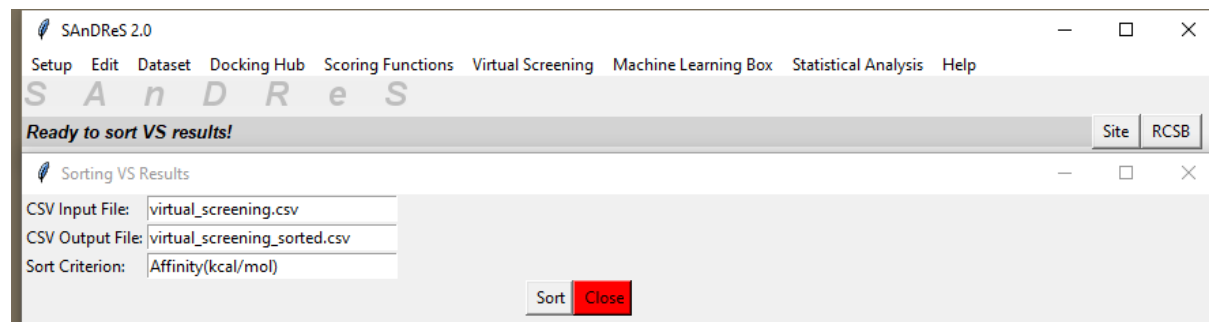 SAnDReS 2.0
Setup Edit Dataset Docking Hub Scoring Functions Virtual Screening Machine Learning Box Statistical Analysis Help
S A n D R e S
Ready to sort VS results! Site RCSB
Sorting VS Results
CSV Input File: virtual_screening.csv
CSV Output File: virtual_screening_sorted.csv
Sort Criterion: Affinity(kcal/mol)
Sort Close